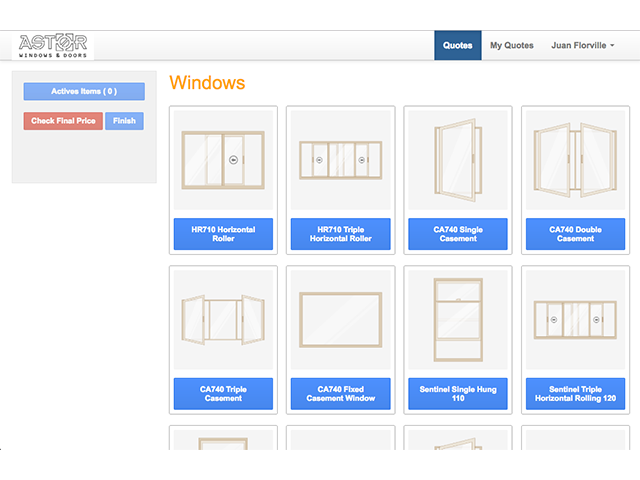 ASTOR
WINDOWS & DOORS
Quotes
My Quotes
Juan Florville
Actives Items ( 0 )
Check Final Price
Finish
Windows
HR710 Horizontal
Roller
HR710 Triple
Horizontal Roller
CA740 Single
Casement
CA740 Double
Casement
CA740 Triple
Casement
CA740 Fixed
Casement Window
Sentinel Single Hung
110
Sentinel Triple
Horizontal Rolling 120